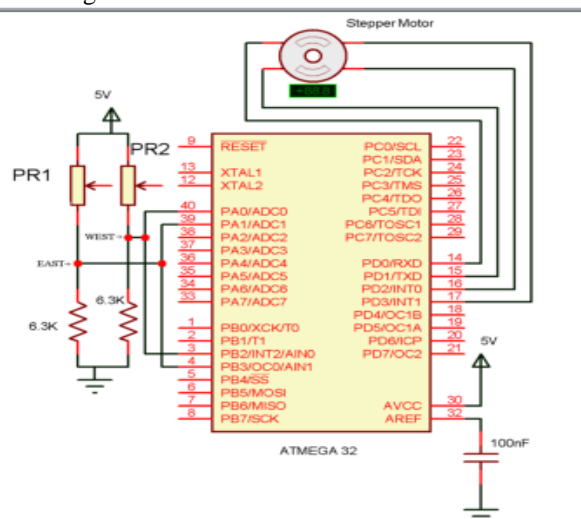 Stepper Motor
+88.8
5V
PR1
PR2
WEST→
EAST→
6.3K
6.3K
9 RESET
13 XTAL1
12 XTAL2
40 PA0/ADC0
39 PA1/ADC1
38 PA2/ADC2
37 PA3/ADC3
36 PA4/ADC4
35 PA5/ADC5
34 PA6/ADC6
33 PA7/ADC7
1 PB0/XCK/T0
2 PB1/T1
3 PB2/INT2/AIN0
4 PB3/OC0/AIN1
5 PB4/SS
6 PB5/MOSI
7 PB6/MISO
8 PB7/SCK
PC0/SCL 22
PC1/SDA 23
PC2/TCK 24
PC3/TMS 25
PC4/TDO 26
PC5/TDI 27
PC6/TOSC1 28
PC7/TOSC2 29
PD0/RXD 14
PD1/TXD 15
PD2/INT0 16
PD3/INT1 17
PD4/OC1B 18
PD5/OC1A 19
PD6/ICP 20
PD7/OC2 21
AVCC 30
AREF 32
5V
100nF
ATMEGA 32